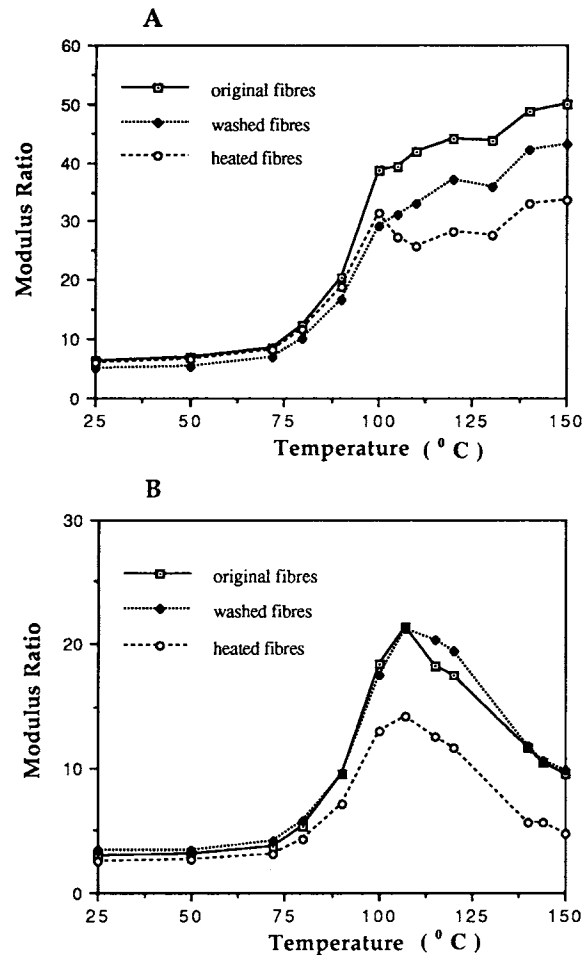 A
60
50
40
30
20
10
0
Modulus Ratio
original fibres
washed fibres
heated fibres
25 50 75 100 125 150
Temperature ( ⁰ C )
B
30
20
10
0
Modulus Ratio
original fibres
washed fibres
heated fibres
25 50 75 100 125 150
Temperature ( ⁰ C )